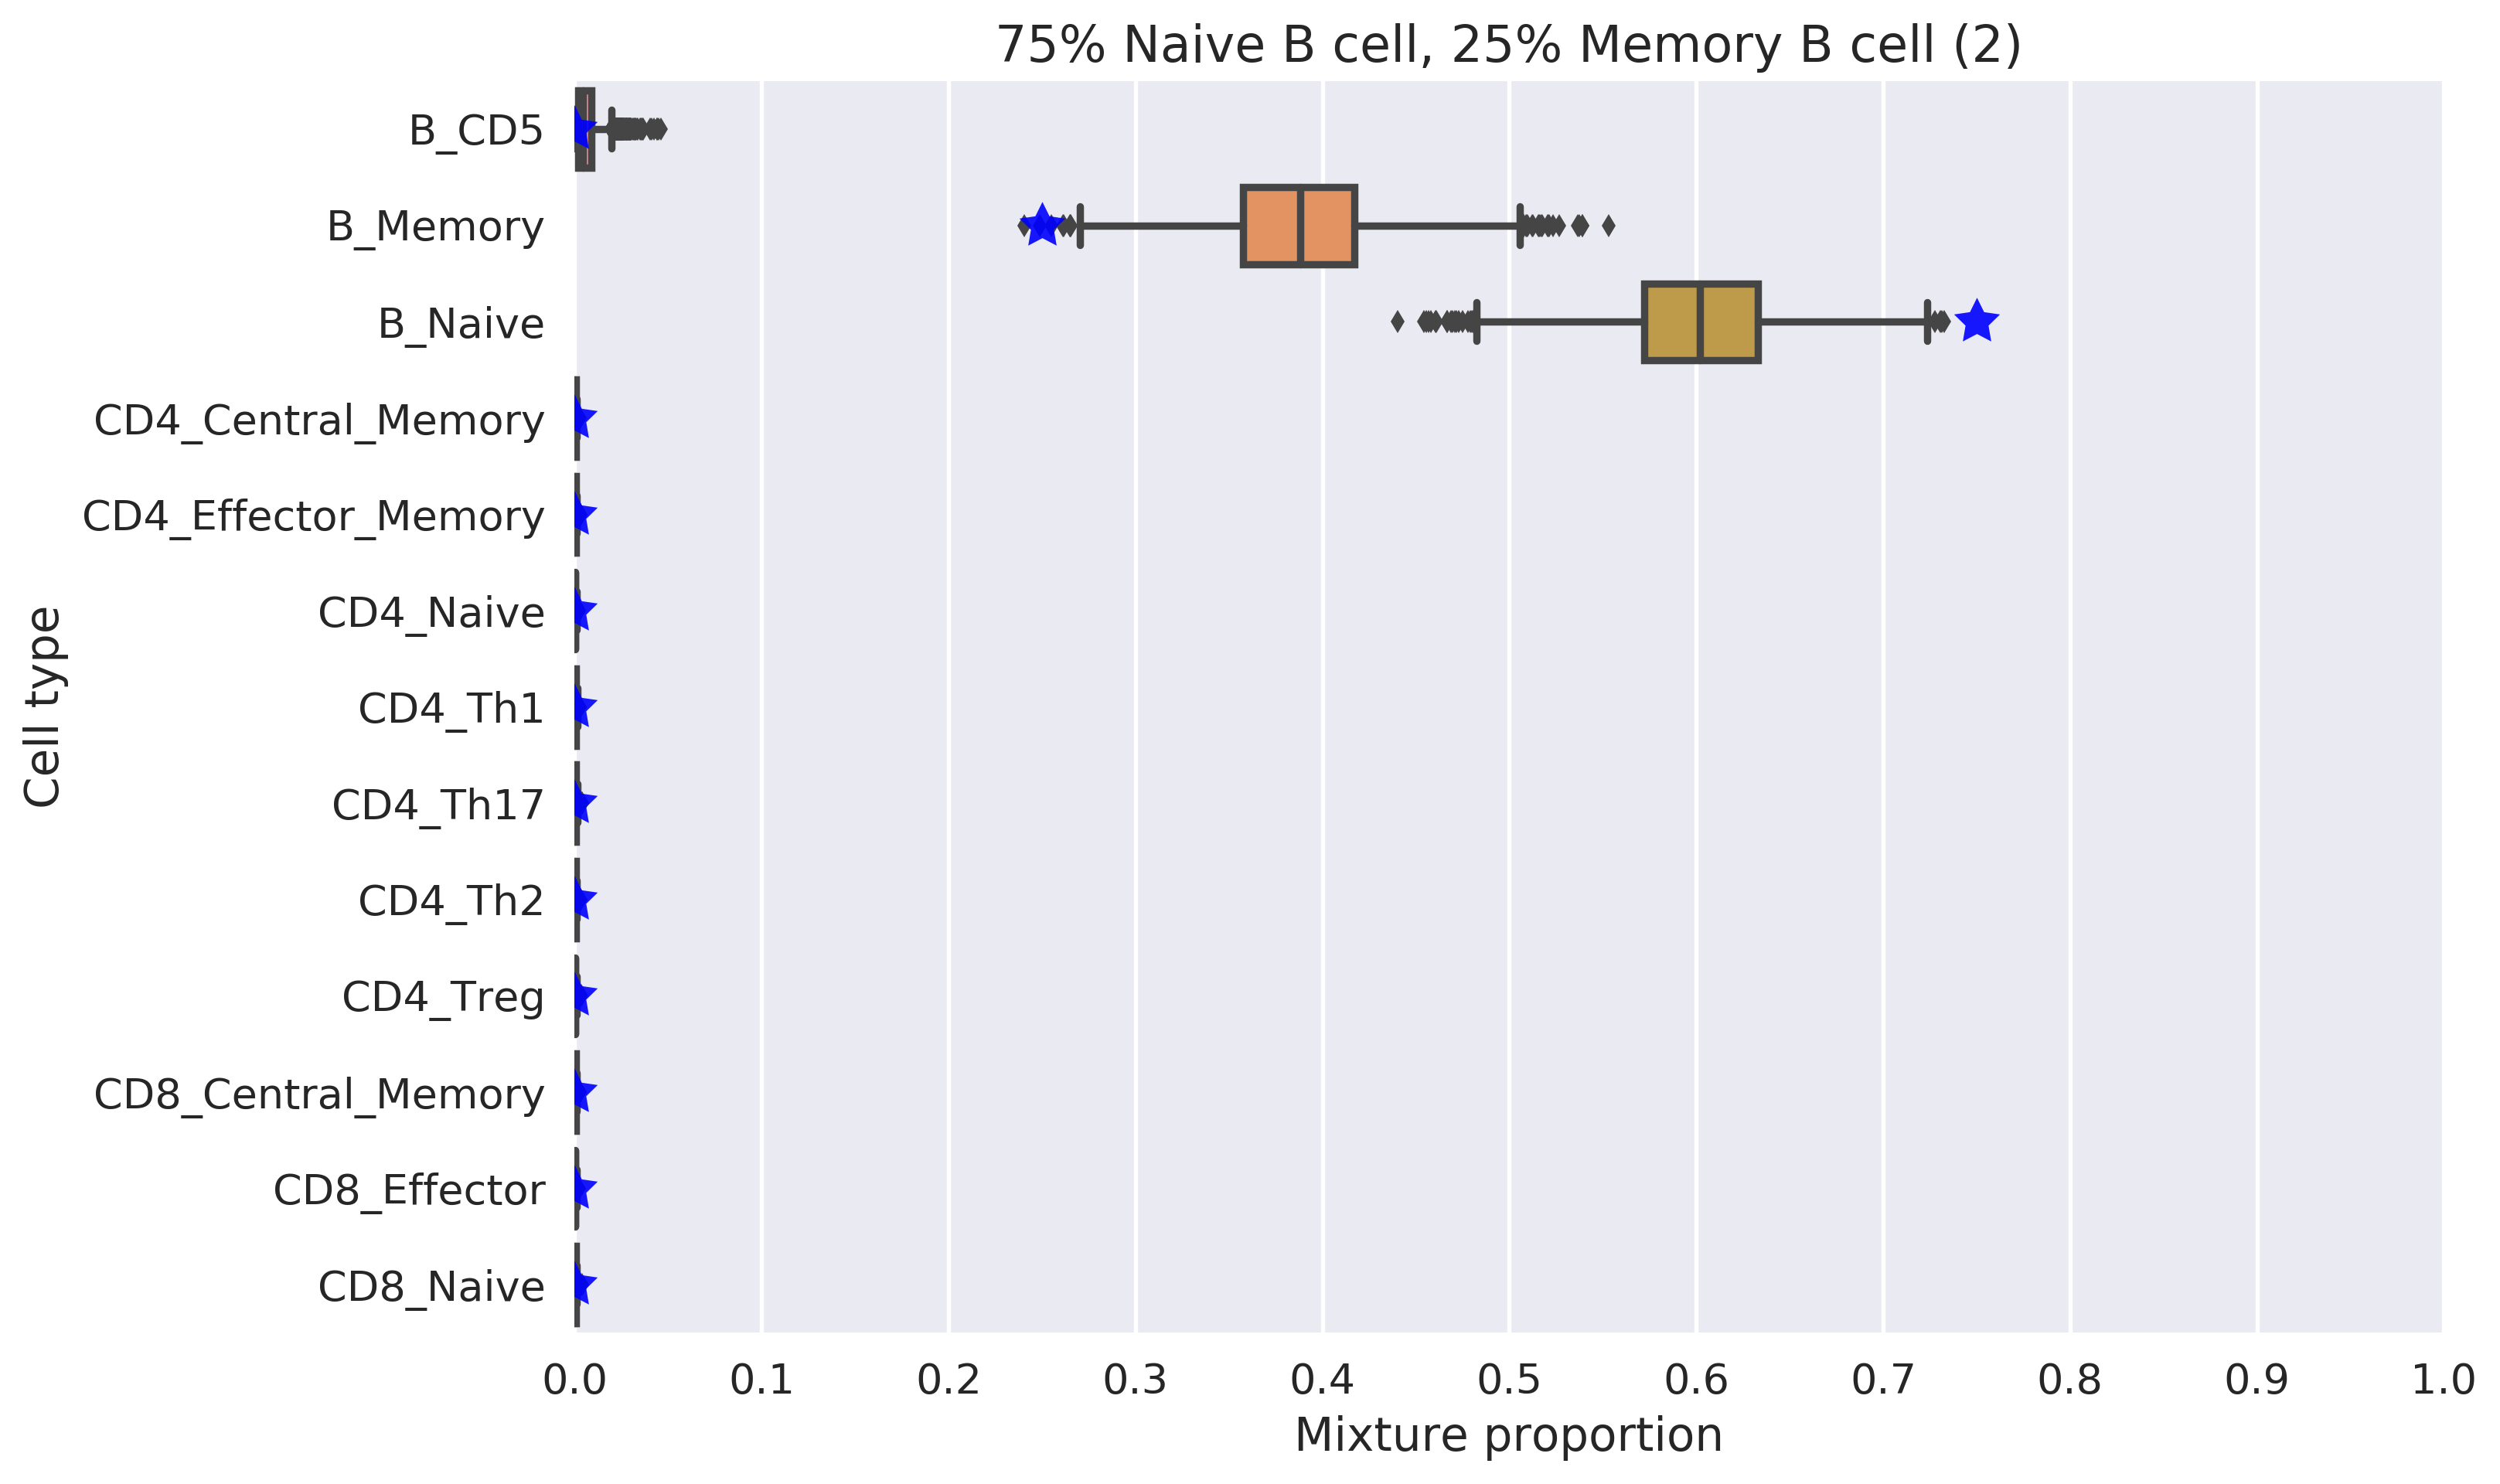 75% Naive B cell, 25% Memory B cell (2)
B_CD5
B_Memory
B_Naive
CD4_Central_Memory
CD4_Effector_Memory
CD4_Naive
CD4_Th1
CD4_Th17
CD4_Th2
CD4_Treg
CD8_Central_Memory
CD8_Effector
CD8_Naive
Cell type
0.0 0.1 0.2 0.3 0.4 0.5 0.6 0.7 0.8 0.9 1.0
Mixture proportion